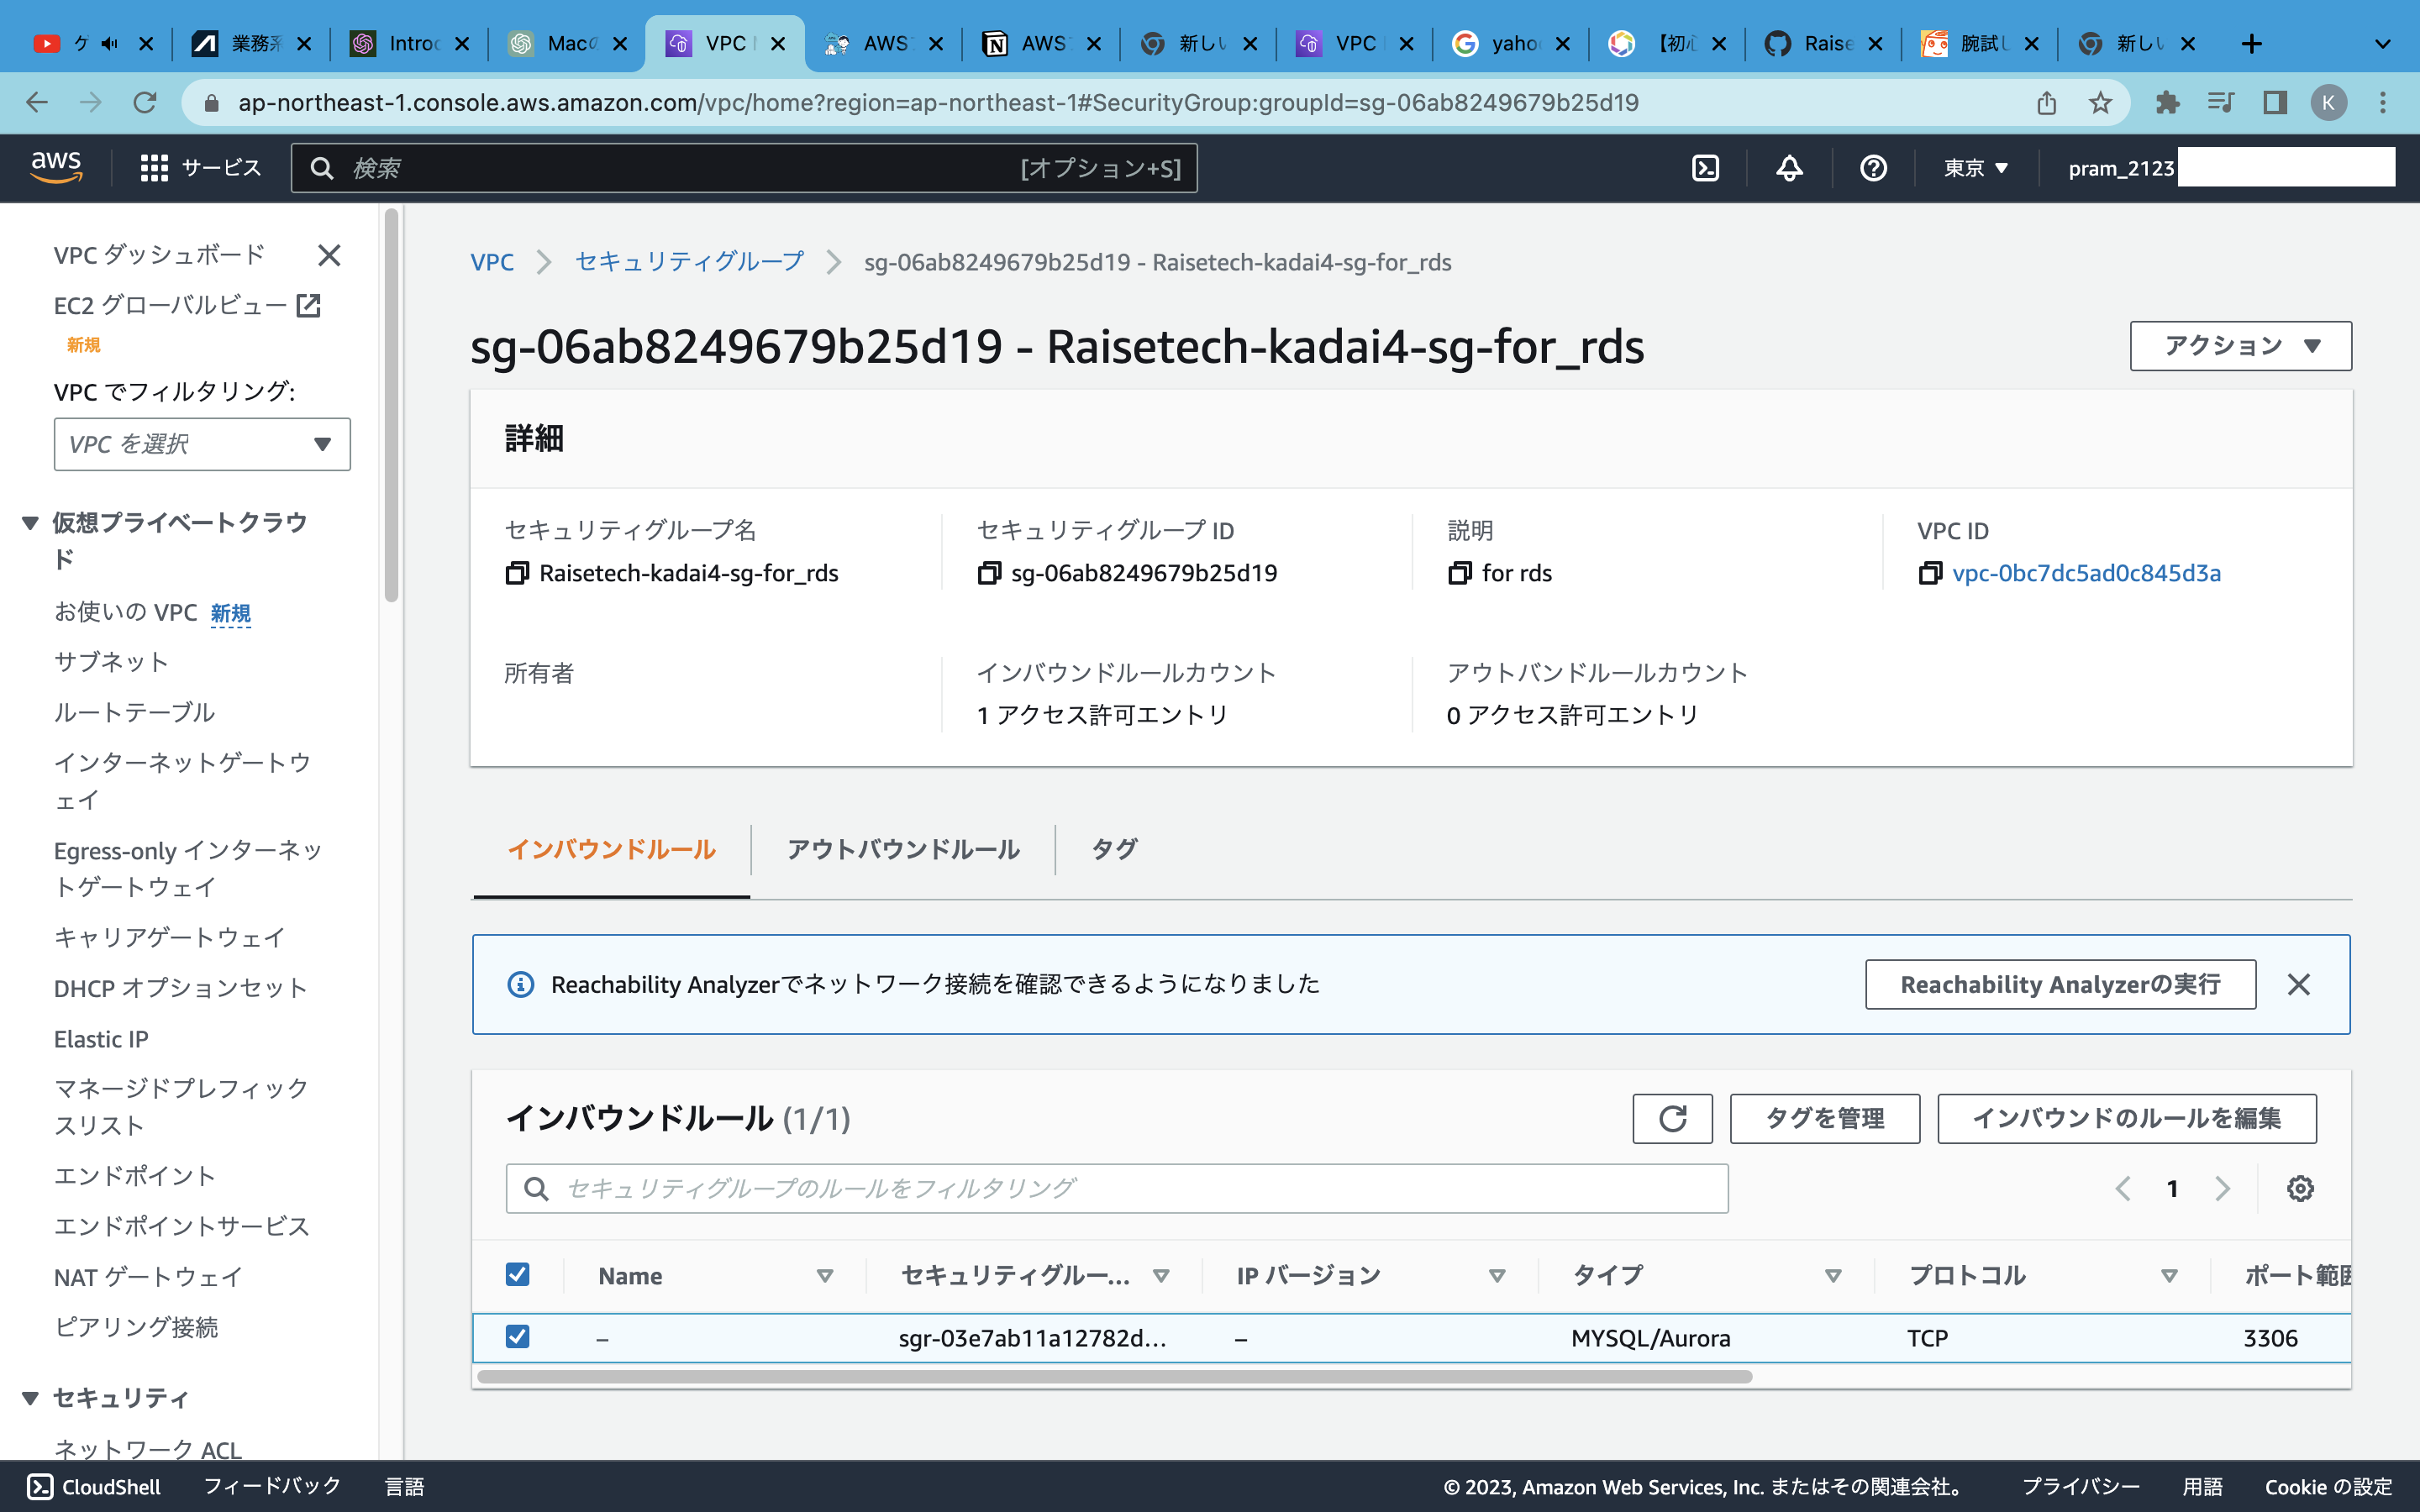 ケ
業務系
Intro
Macの
VPC
AWS
AWS
新しい
VPC
yaho
【初心
Raise
腕試し
新しい
ap-northeast-1.console.aws.amazon.com/vpc/home?region=ap-northeast-1#SecurityGroup:groupId=sg-06ab8249679b25d19
K
aws
サービス
検索
[オプション+S]
東京 ▼
pram_2123
VPC ダッシュボード
EC2 グローバルビュー
新規
VPC でフィルタリング:
VPC を選択
仮想プライベートクラウ
ド
お使いの VPC 新規
サブネット
ルートテーブル
インターネットゲートウ
ェイ
Egress-only インターネッ
トゲートウェイ
キャリアゲートウェイ
DHCP オプションセット
Elastic IP
マネージドプレフィック
スリスト
エンドポイント
エンドポイントサービス
NAT ゲートウェイ
ピアリング接続
セキュリティ
ネットワーク ACL
VPC > セキュリティグループ > sg-06ab8249679b25d19 - Raisetech-kadai4-sg-for_rds
sg-06ab8249679b25d19 - Raisetech-kadai4-sg-for_rds
アクション ▼
詳細
セキュリティグループ名
Raisetech-kadai4-sg-for_rds
セキュリティグループ ID
sg-06ab8249679b25d19
説明
for rds
VPC ID
vpc-0bc7dc5ad0c845d3a
所有者
インバウンドルールカウント
1 アクセス許可エントリ
アウトバンドルールカウント
0 アクセス許可エントリ
インバウンドルール
アウトバウンドルール
タグ
Reachability Analyzerでネットワーク接続を確認できるようになりました
Reachability Analyzerの実行
インバウンドルール (1/1)
タグを管理
インバウンドのルールを編集
セキュリティグループのルールをフィルタリング
1
Name
セキュリティグルー...
IP バージョン
タイプ
プロトコル
ポート範囲
–
sgr-03e7ab11a12782d...
–
MYSQL/Aurora
TCP
3306
CloudShell
フィードバック
言語
© 2023, Amazon Web Services, Inc. またはその関連会社。
プライバシー
用語
Cookie の設定